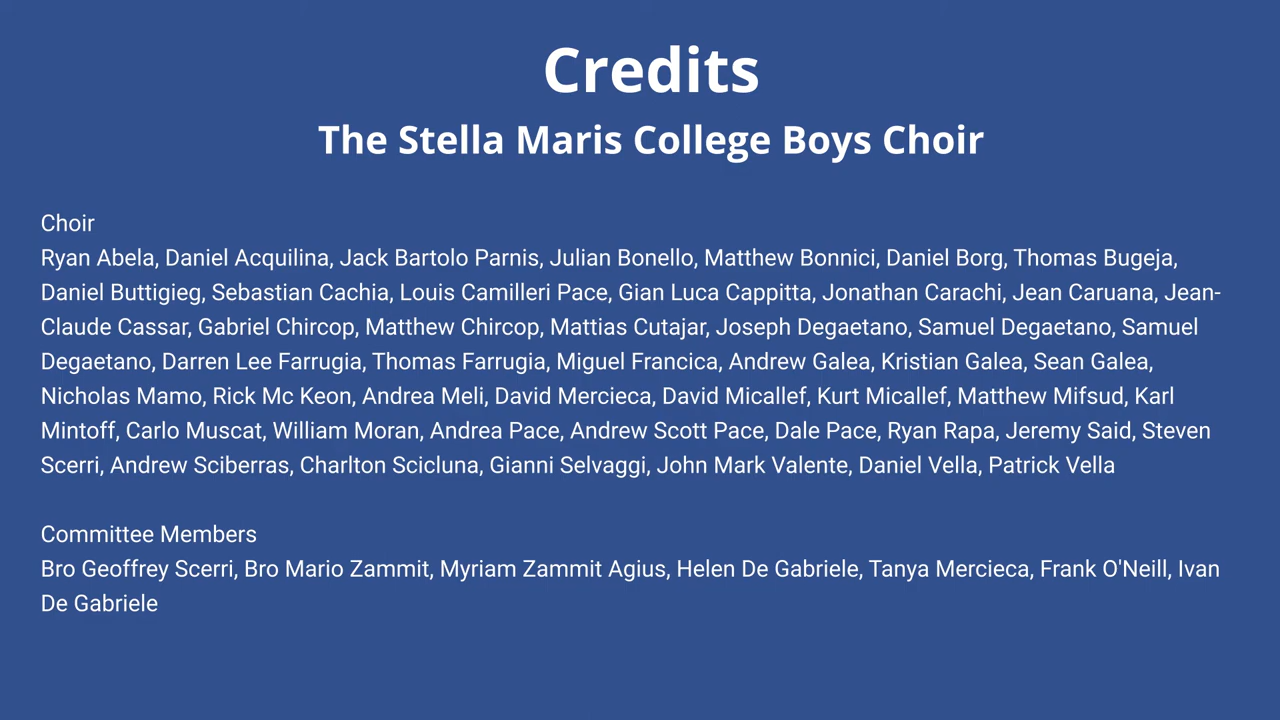 Credits
The Stella Maris College Boys Choir
Choir
Ryan Abela, Daniel Acquilina, Jack Bartolo Parnis, Julian Bonello, Matthew Bonnici, Daniel Borg, Thomas Bugeja,
Daniel Buttigieg, Sebastian Cachia, Louis Camilleri Pace, Gian Luca Cappitta, Jonathan Carachi, Jean Caruana, Jean-
Claude Cassar, Gabriel Chircop, Matthew Chircop, Mattias Cutajar, Joseph Degaetano, Samuel Degaetano, Samuel
Degaetano, Darren Lee Farrugia, Thomas Farrugia, Miguel Francica, Andrew Galea, Kristian Galea, Sean Galea,
Nicholas Mamo, Rick Mc Keon, Andrea Meli, David Mercieca, David Micallef, Kurt Micallef, Matthew Mifsud, Karl
Mintoff, Carlo Muscat, William Moran, Andrea Pace, Andrew Scott Pace, Dale Pace, Ryan Rapa, Jeremy Said, Steven
Scerri, Andrew Sciberras, Charlton Scicluna, Gianni Selvaggi, John Mark Valente, Daniel Vella, Patrick Vella
Committee Members
Bro Geoffrey Scerri, Bro Mario Zammit, Myriam Zammit Agius, Helen De Gabriele, Tanya Mercieca, Frank O'Neill, Ivan
De Gabriele